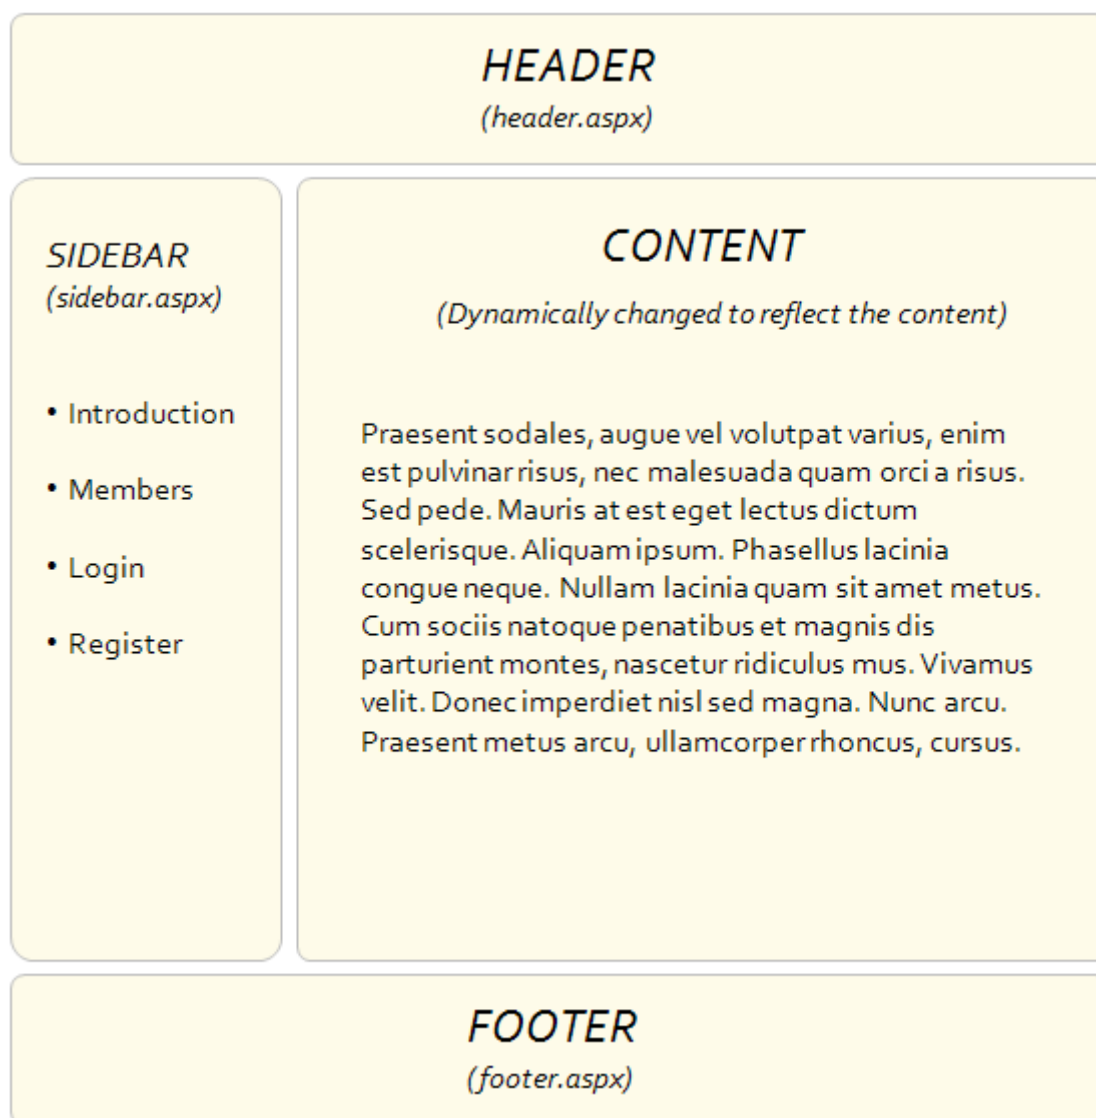 HEADER
(header.aspx)
SIDEBAR
(sidebar.aspx)
• Introduction
• Members
• Login
• Register
CONTENT
(Dynamically changed to reflect the content)
Praesent sodales, augue vel volutpat varius, enim
est pulvinar risus, nec malesuada quam orci a risus.
Sed pede. Mauris at est eget lectus dictum
scelerisque. Aliquam ipsum. Phasellus lacinia
congue neque. Nullam lacinia quam sit amet metus.
Cum sociis natoque penatibus et magnis dis
parturient montes, nascetur ridiculus mus. Vivamus
velit. Donec imperdiet nisl sed magna. Nunc arcu.
Praesent metus arcu, ullamcorper rhoncus, cursus.
FOOTER
(footer.aspx)